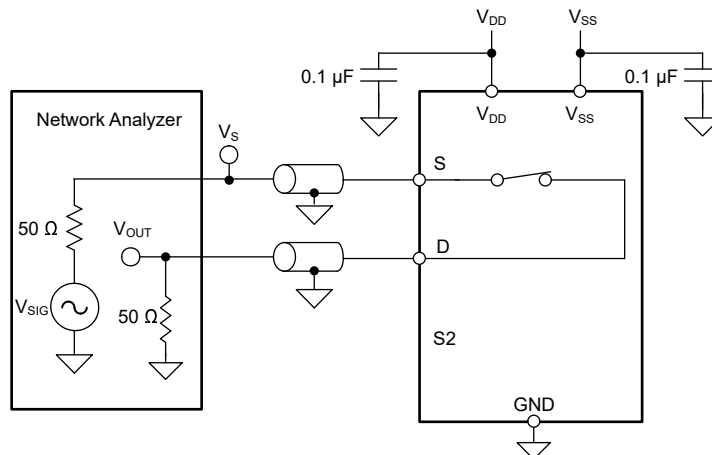 V_DD
V_SS
0.1 µF
0.1 µF
Network Analyzer
V_DD
V_SS
V_S
S
50 Ω
V_OUT
D
V_SIG
50 Ω
S2
GND